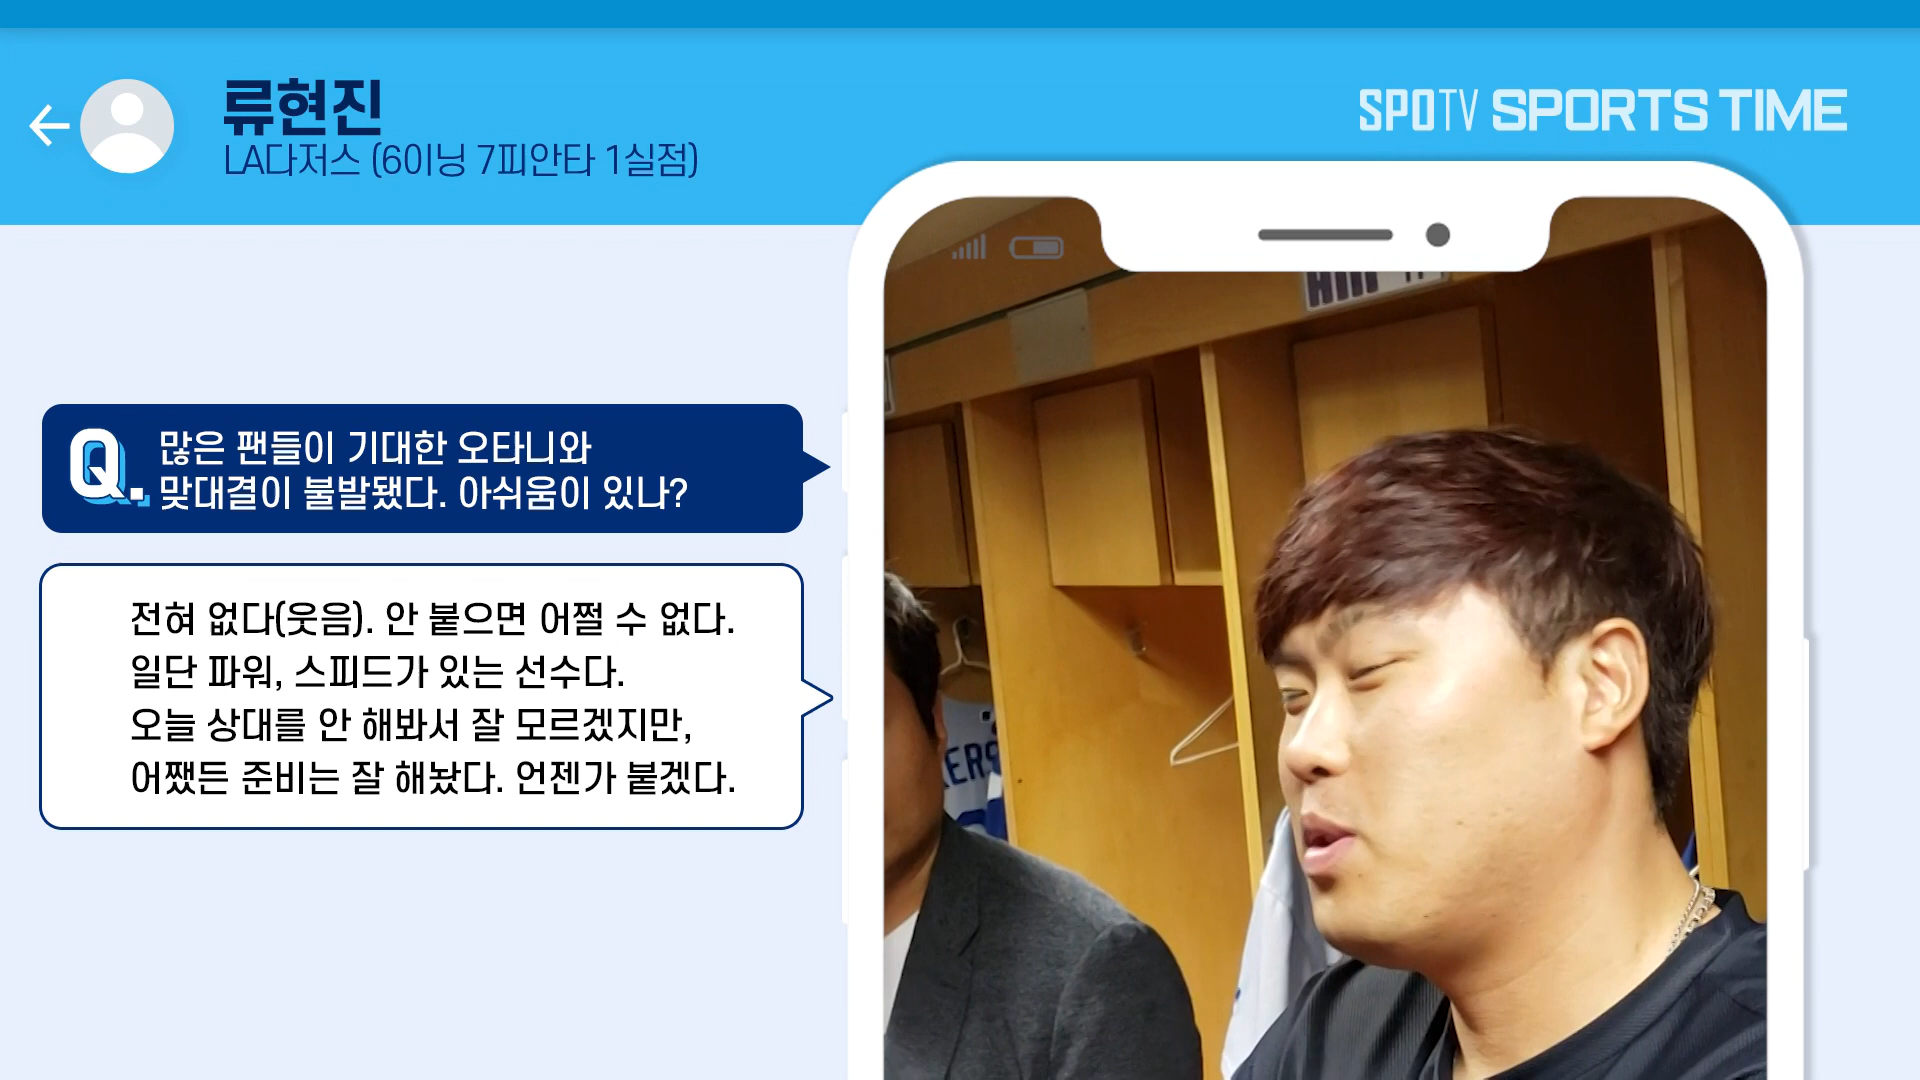 류현진
LA다저스 (6이닝 7피안타 1실점)
SPOTV SPORTS TIME
Q. 많은 팬들이 기대한 오타니와
맞대결이 불발됐다. 아쉬움이 있나?
전혀 없다(웃음). 안 붙으면 어쩔 수 없다.
일단 파워, 스피드가 있는 선수다.
오늘 상대를 안 해봐서 잘 모르겠지만,
어쨌든 준비는 잘 해놨다. 언젠가 붙겠다.